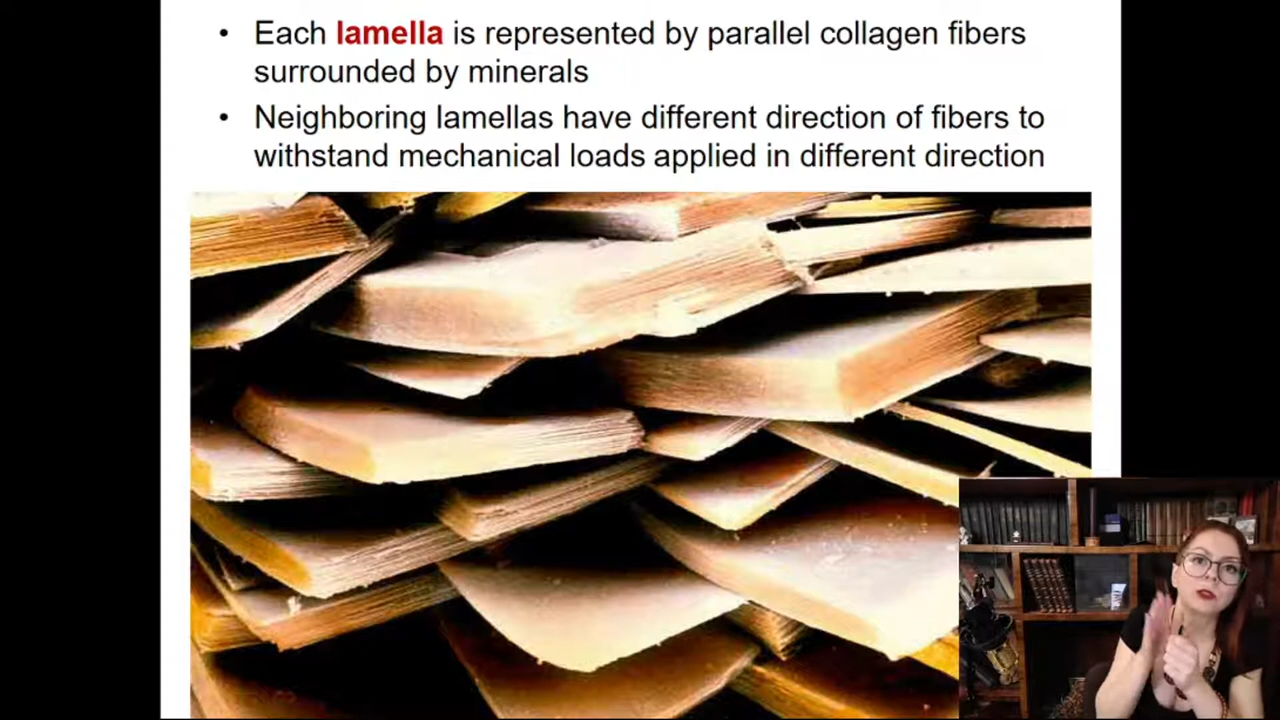 • Each lamella is represented by parallel collagen fibers
surrounded by minerals
• Neighboring lamellas have different direction of fibers to
withstand mechanical loads applied in different direction